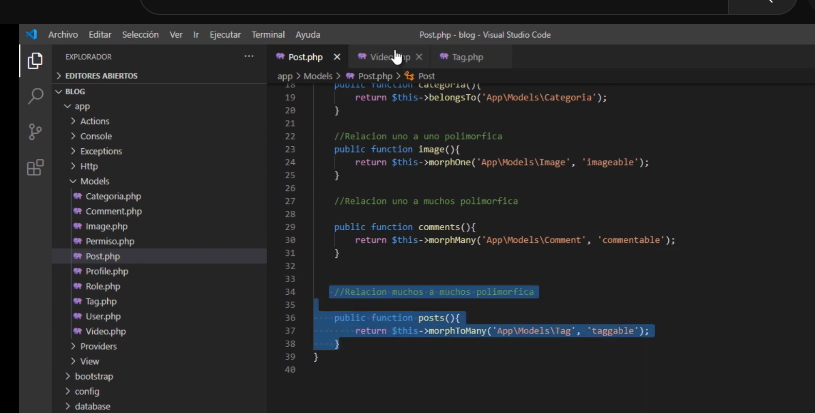 Archivo Editar Selección Ver Ir Ejecutar Terminal Ayuda Post.php - blog - Visual Studio Code
EXPLORADOR ···
EDITORES ABIERTOS
BLOG
app
Actions
Console
Exceptions
Http
Models
Categoria.php
Comment.php
Image.php
Permiso.php
Post.php
Profile.php
Role.php
Tag.php
User.php
Video.php
Providers
View
bootstrap
config
database
Post.php × Video.php × Tag.php
app > Models > Post.php > Post
18 public function categoria(){
19 return $this->belongsTo('App\Models\Categoria');
20 }
21
22 //Relacion uno a uno polimorfica
23 public function image(){
24 return $this->morphOne('App\Models\Image', 'imageable');
25 }
26
27 //Relacion uno a muchos polimorfica
28
29 public function comments(){
30 return $this->morphMany('App\Models\Comment', 'commentable');
31 }
32
33
34 //Relacion muchos a muchos polimorfica
35
36 public function posts(){
37 return $this->morphToMany('App\Models\Tag', 'taggable');
38 }
39 }
40